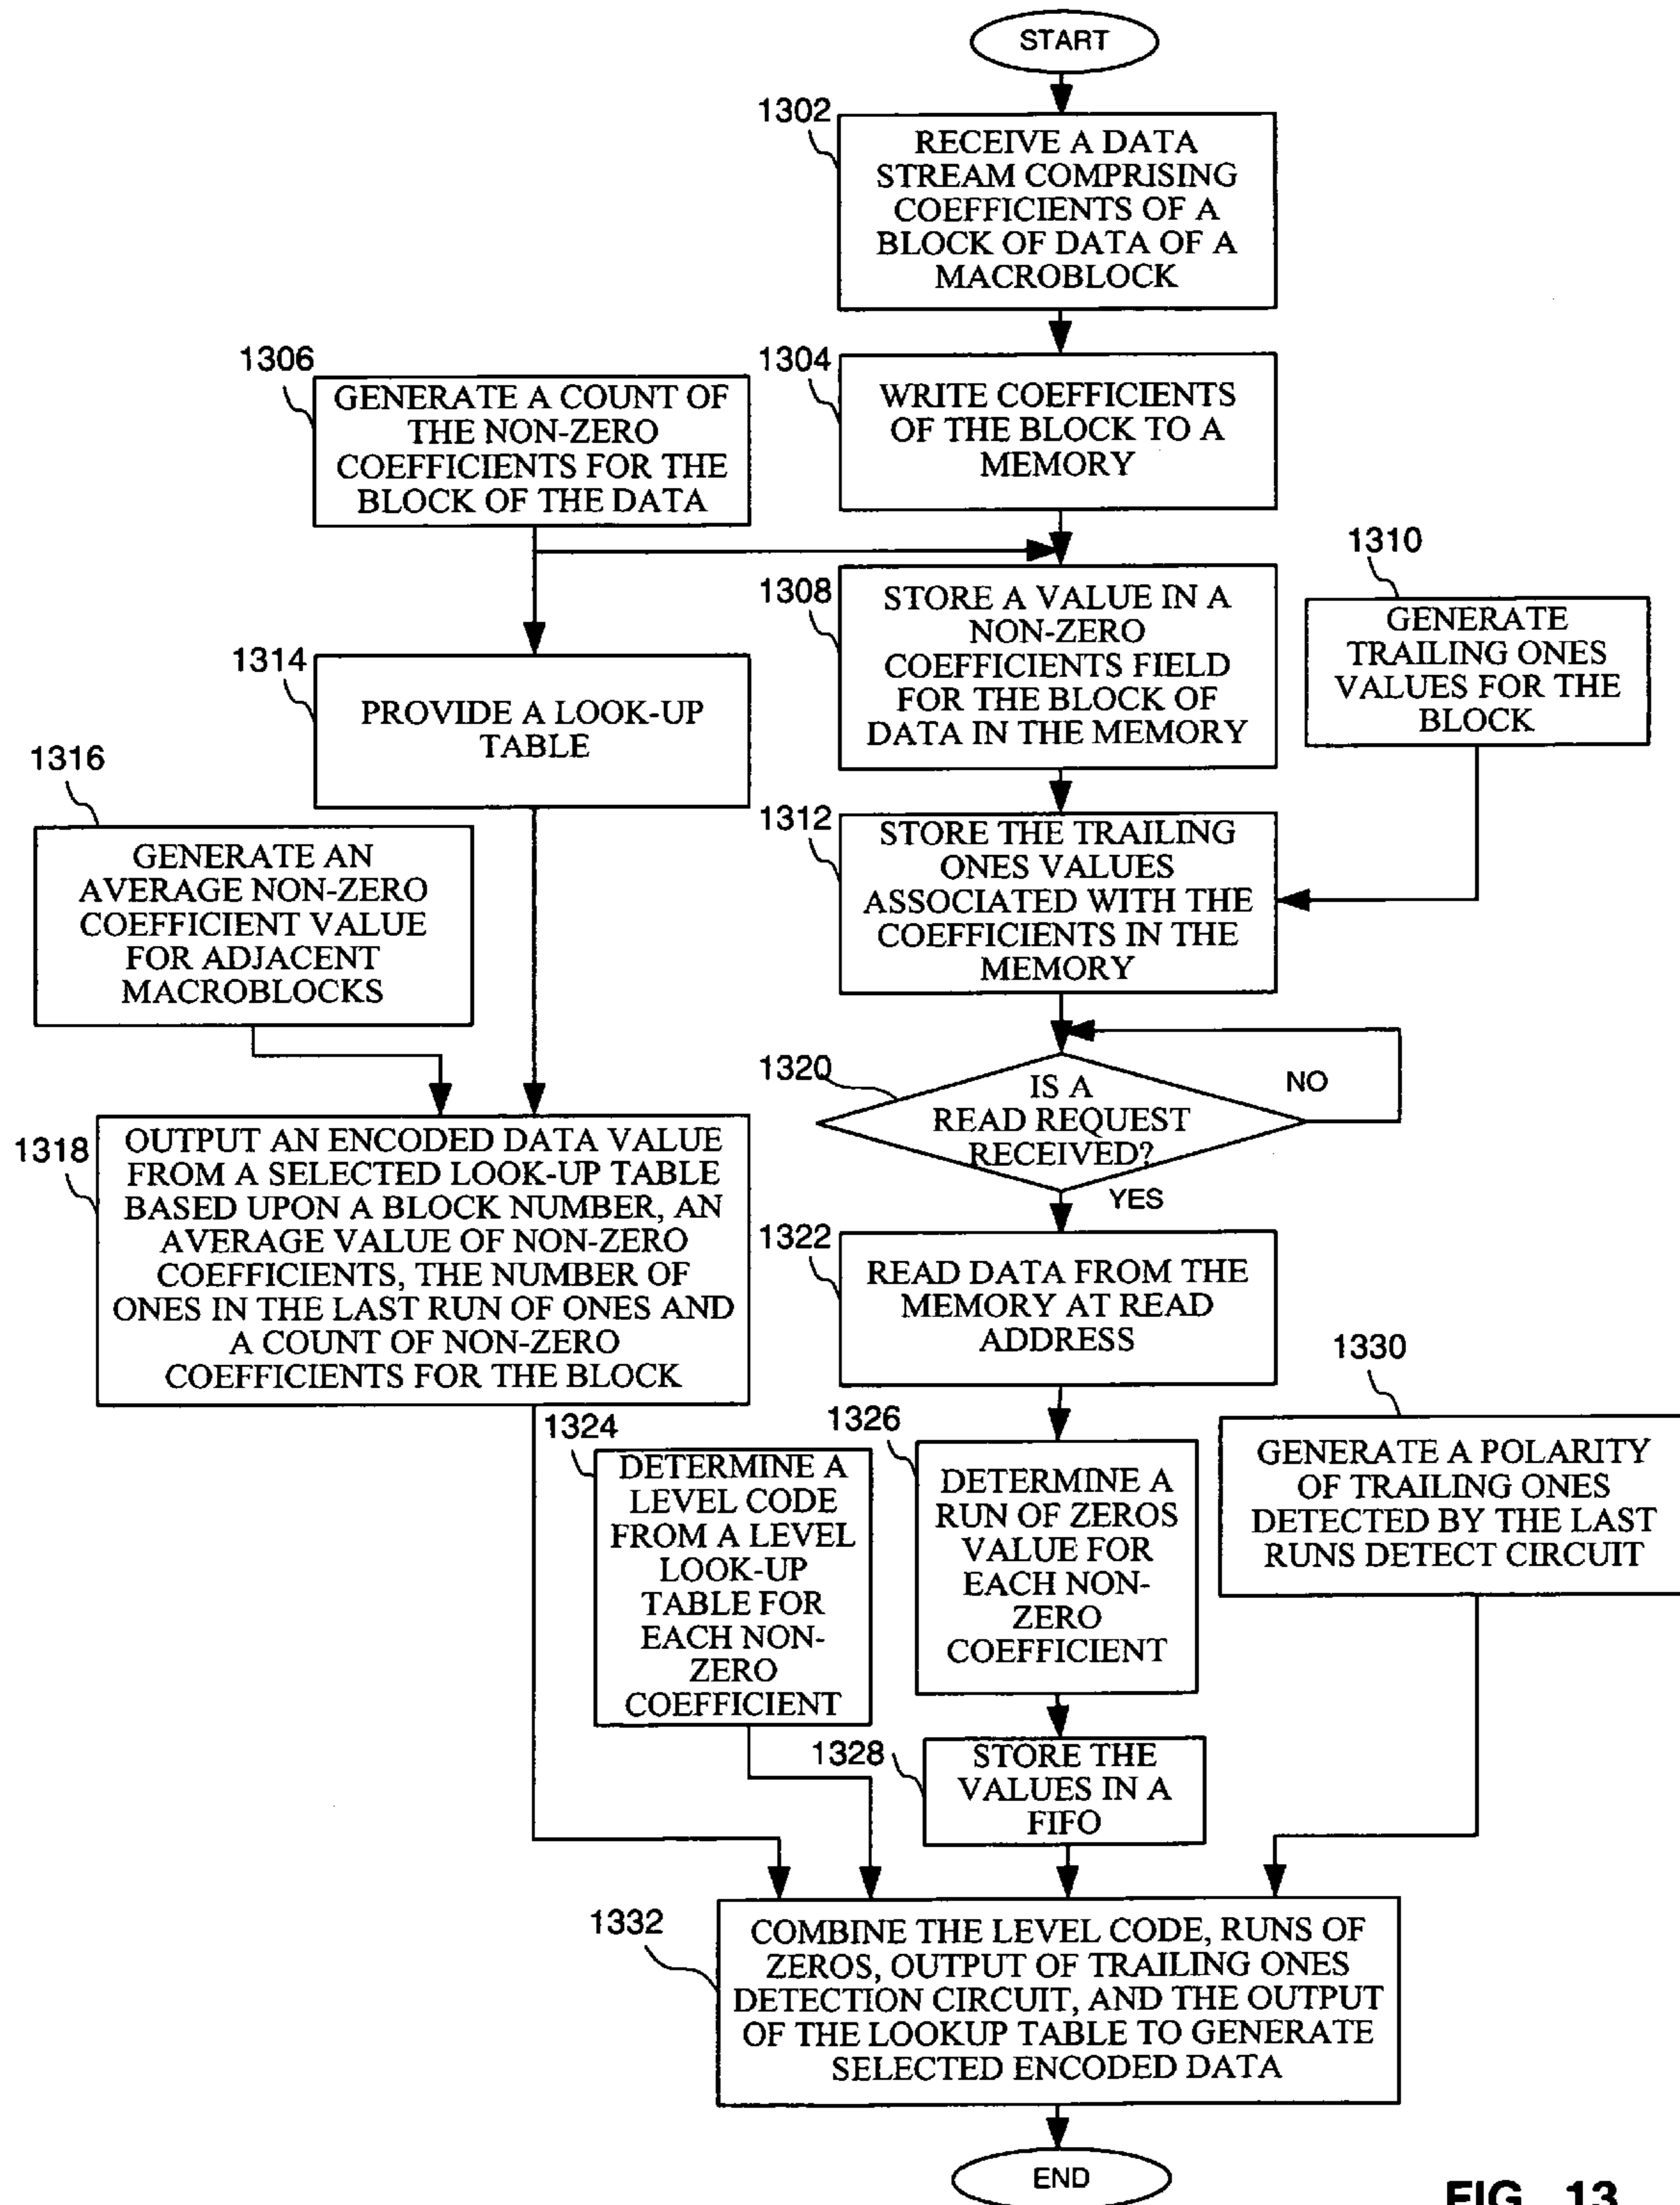 START
1302
RECEIVE A DATA
STREAM COMPRISING
COEFFICIENTS OF A
BLOCK OF DATA OF A
MACROBLOCK
1306
GENERATE A COUNT OF
THE NON-ZERO
COEFFICIENTS FOR THE
BLOCK OF THE DATA
1304
WRITE COEFFICIENTS
OF THE BLOCK TO A
MEMORY
1308
STORE A VALUE IN A
NON-ZERO
COEFFICIENTS FIELD
FOR THE BLOCK OF
DATA IN THE MEMORY
1310
GENERATE
TRAILING ONES
VALUES FOR THE
BLOCK
1314
PROVIDE A LOOK-UP
TABLE
1316
GENERATE AN
AVERAGE NON-ZERO
COEFFICIENT VALUE
FOR ADJACENT
MACROBLOCKS
1312
STORE THE TRAILING
ONES VALUES
ASSOCIATED WITH THE
COEFFICIENTS IN THE
MEMORY
1320
IS A
READ REQUEST
RECEIVED?
NO
YES
1318
OUTPUT AN ENCODED DATA VALUE
FROM A SELECTED LOOK-UP TABLE
BASED UPON A BLOCK NUMBER, AN
AVERAGE VALUE OF NON-ZERO
COEFFICIENTS, THE NUMBER OF
ONES IN THE LAST RUN OF ONES AND
A COUNT OF NON-ZERO
COEFFICIENTS FOR THE BLOCK
1322
READ DATA FROM THE
MEMORY AT READ
ADDRESS
1324
DETERMINE A
LEVEL CODE
FROM A LEVEL
LOOK-UP
TABLE FOR
EACH NON-
ZERO
COEFFICIENT
1326
DETERMINE A
RUN OF ZEROS
VALUE FOR
EACH NON-
ZERO
COEFFICIENT
1330
GENERATE A POLARITY
OF TRAILING ONES
DETECTED BY THE LAST
RUNS DETECT CIRCUIT
1328
STORE THE
VALUES IN A
FIFO
1332
COMBINE THE LEVEL CODE, RUNS OF
ZEROS, OUTPUT OF TRAILING ONES
DETECTION CIRCUIT, AND THE OUTPUT
OF THE LOOKUP TABLE TO GENERATE
SELECTED ENCODED DATA
END
FIG. 13